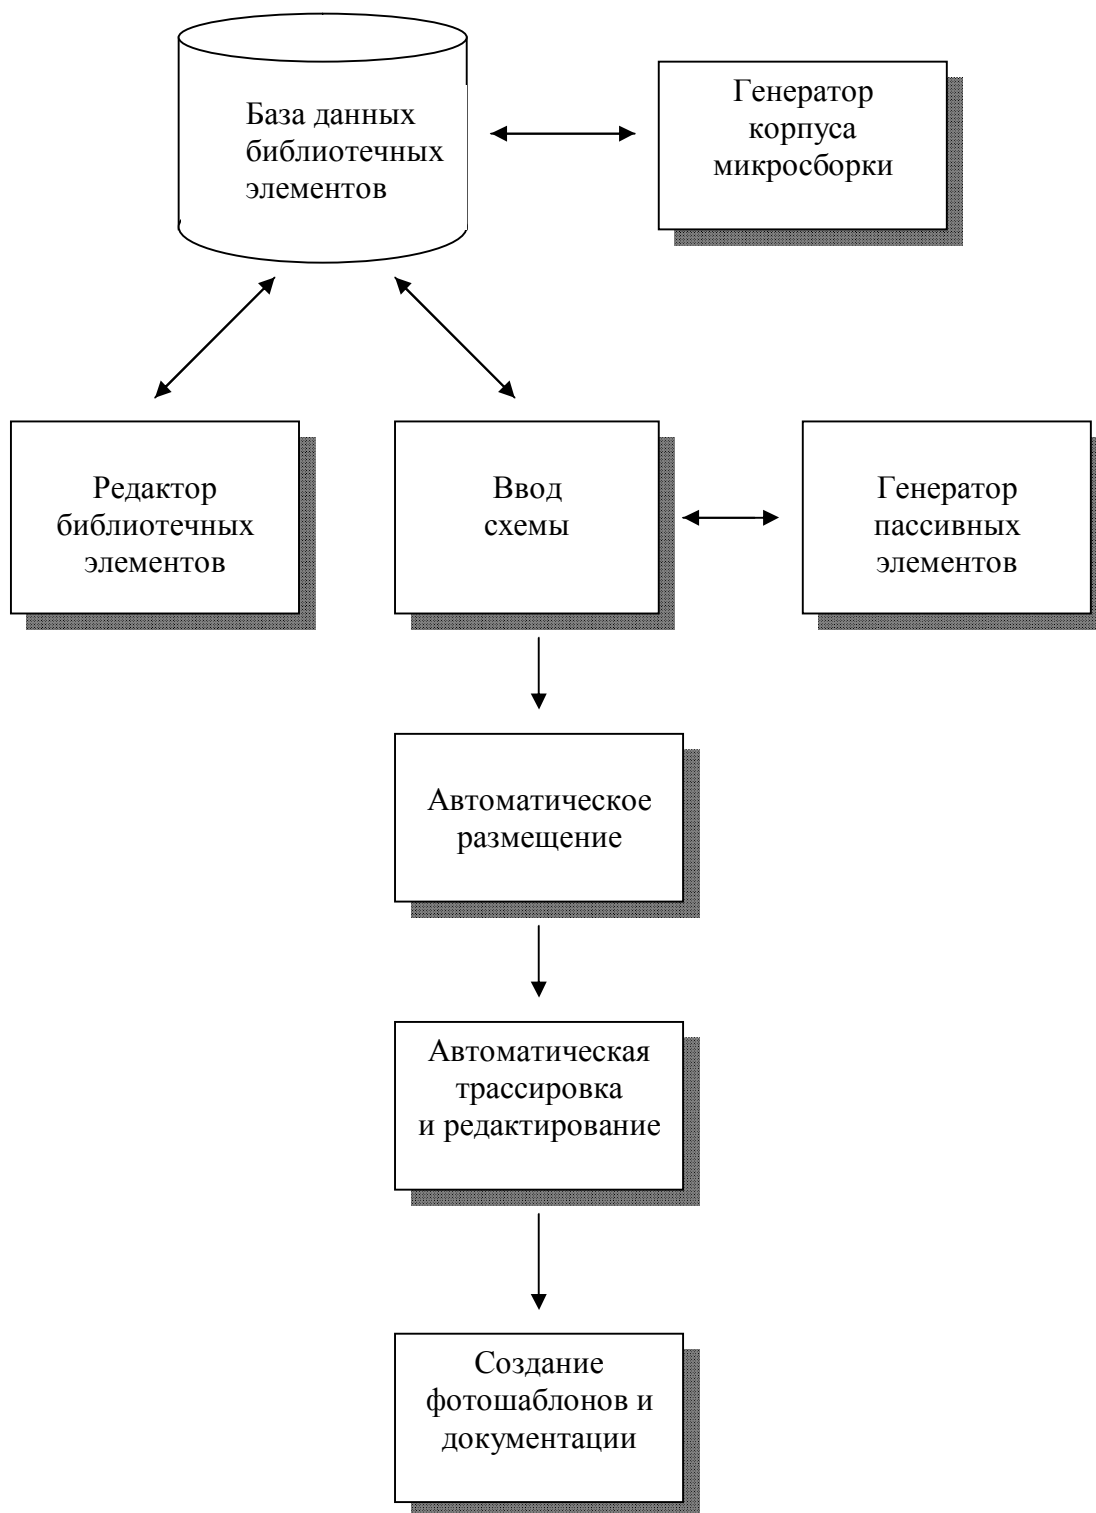 База данных
библиотечных
элементов
Генератор
корпуса
микросборки
Редактор
библиотечных
элементов
Ввод
схемы
Генератор
пассивных
элементов
Автоматическое
размещение
Автоматическая
трассировка
и редактирование
Создание
фотошаблонов и
документации